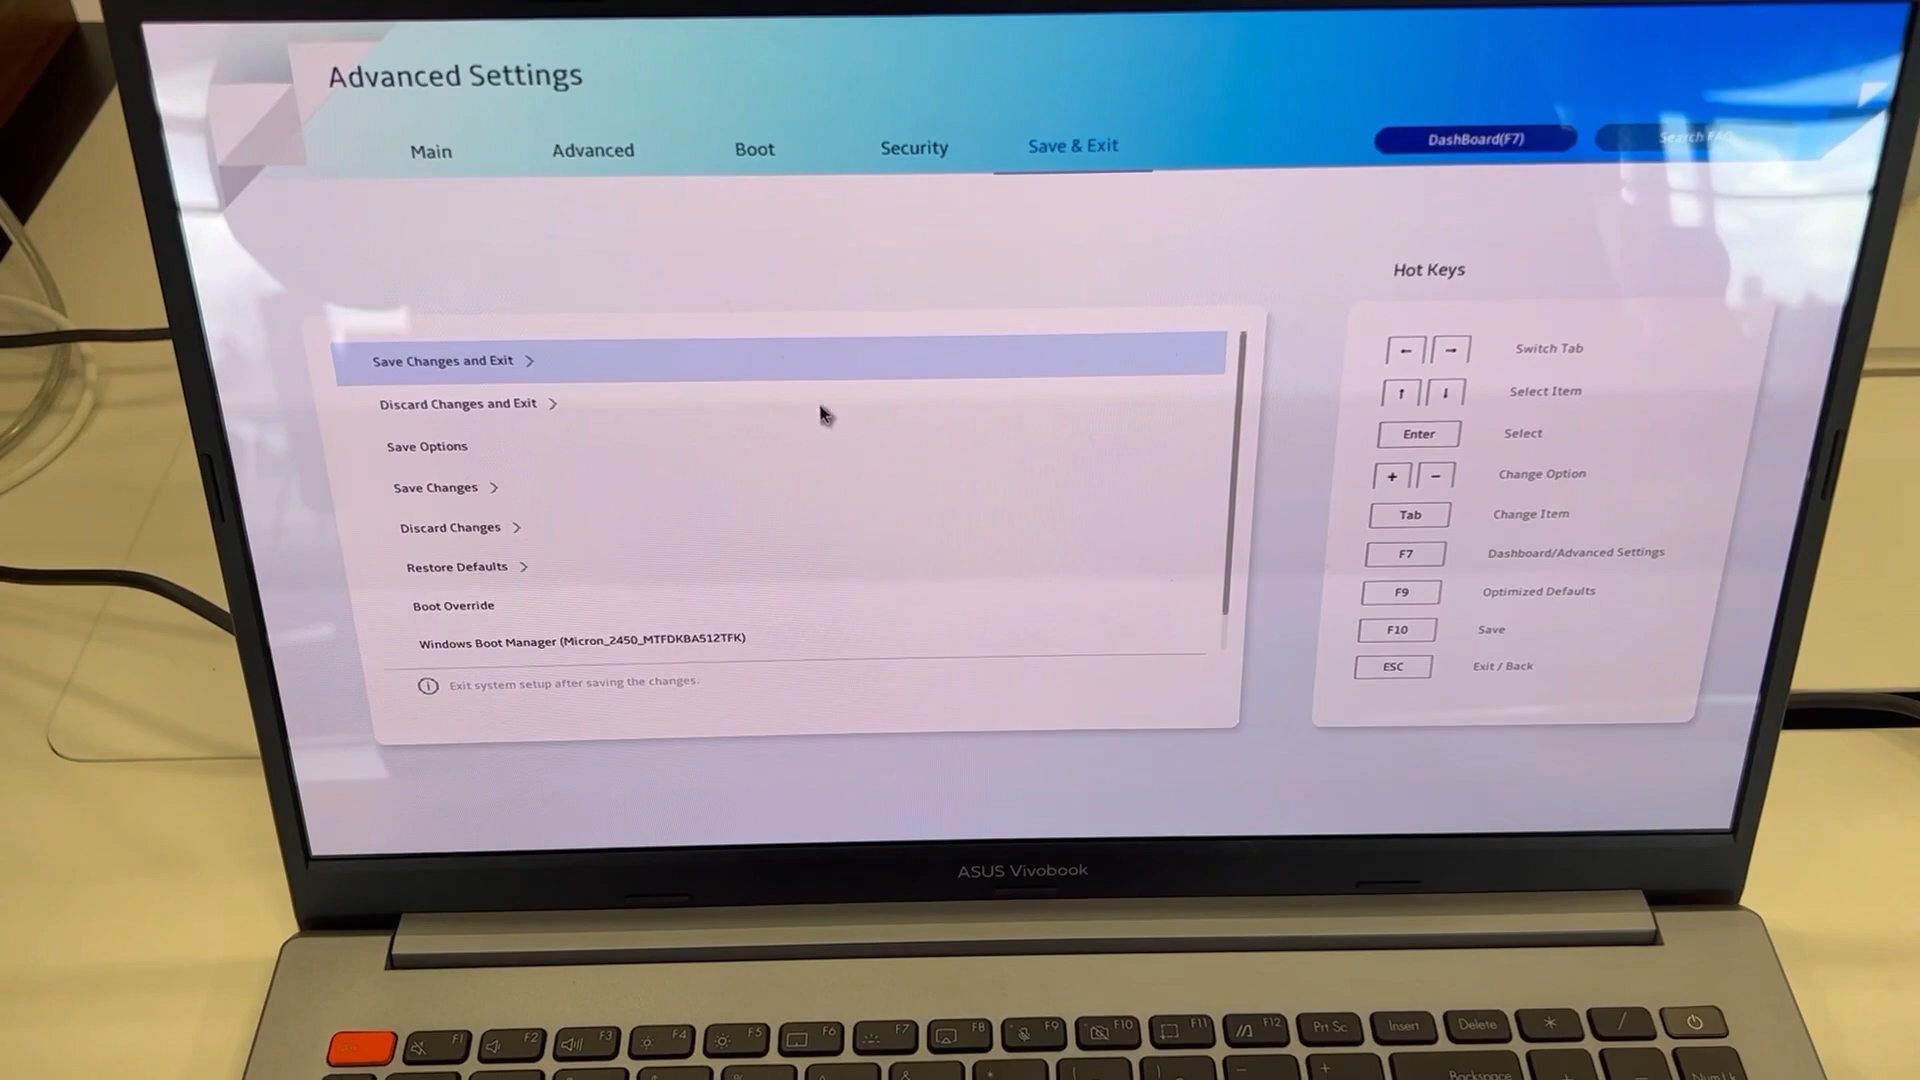 Advanced Settings
Main
Advanced
Boot
Security
Save & Exit
DashBoard(F7)
Search FAQ
Hot Keys
Save Changes and Exit >
Discard Changes and Exit >
Save Options
Save Changes >
Discard Changes >
Restore Defaults >
Boot Override
Windows Boot Manager (Micron_2450_MTFDKBA512TFK)
Exit system setup after saving the changes.
← → Switch Tab
↑ ↓ Select Item
Enter Select
+ − Change Option
Tab Change Item
F7 Dashboard/Advanced Settings
F9 Optimized Defaults
F10 Save
ESC Exit / Back
ASUS Vivobook
F1 F2 F3 F4 F5 F6 F7 F8 F9 F10 F11 F12 Prt Sc Insert Delete * /
Backspace